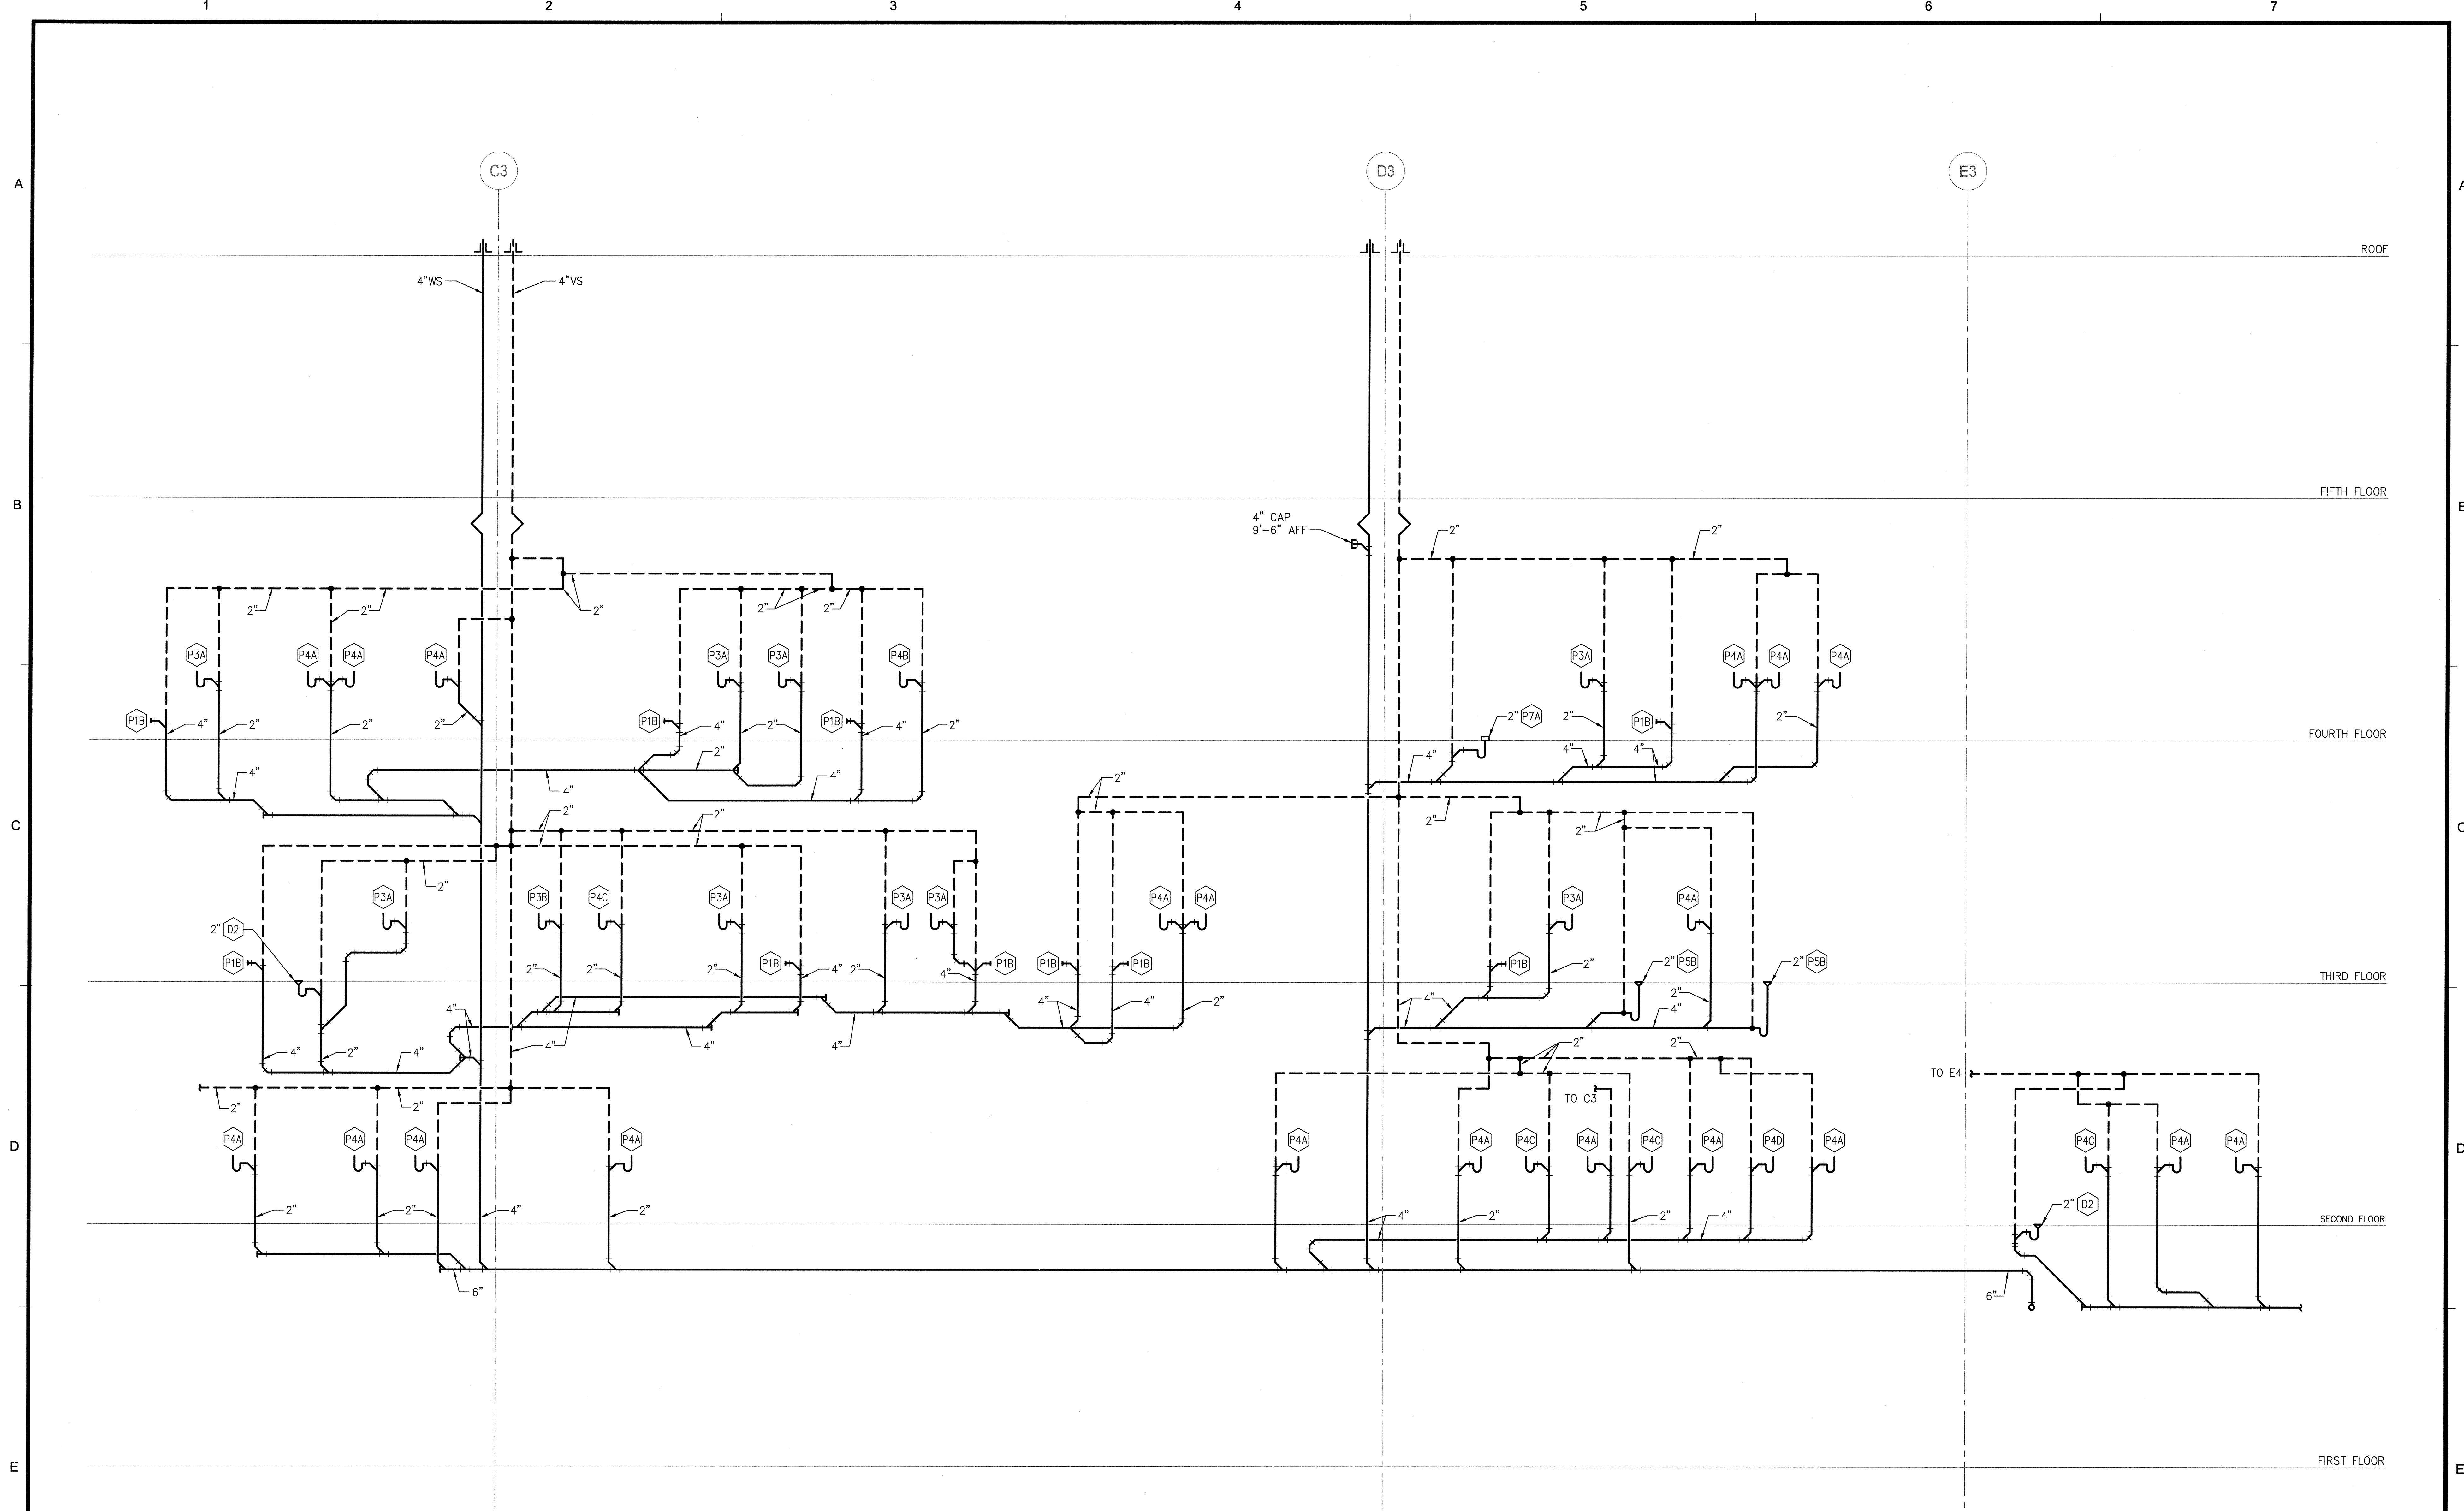 1 2 3 4 5 6 7
C3 D3 E3
A A
ROOF
4"WS 4"VS
FIFTH FLOOR
B
4" CAP
9'-6" AFF
2" 2"
2" 2" 2" 2" 2"
P3A P4A P4A P4A P3A P3A P4B P3A P4A P4A P4A
P1B 4" 2" 2" 2" P1B 4" 2" P1B 4" 2" 2" P7A 2" P1B 2"
FOURTH FLOOR
4" 2" 4" 4" 4" 4" 4"
2" 2" 2" 2"
C
2" 2"
2"
P3A P3B P4C P3A P3A P3A P4A P4A P3A P4A
2" D2
P1B 2" 2" 2" P1B 4" 2" 4" P1B P1B P1B P1B 2" 2" P5B 2" P5B
THIRD FLOOR
4" 4" 4" 2" 4" 2"
4" 4"
4" 2" 4" 4" 4" 4" 2" 2"
TO E4
2" 2" TO C3
P4A P4A P4A P4A P4A P4A P4C P4A P4C P4A P4D P4A P4C P4A P4A
D D
2" 2" 4" 2" 4" 2" 2" 4" 2" D2
SECOND FLOOR
6" 6"
E E
FIRST FLOOR